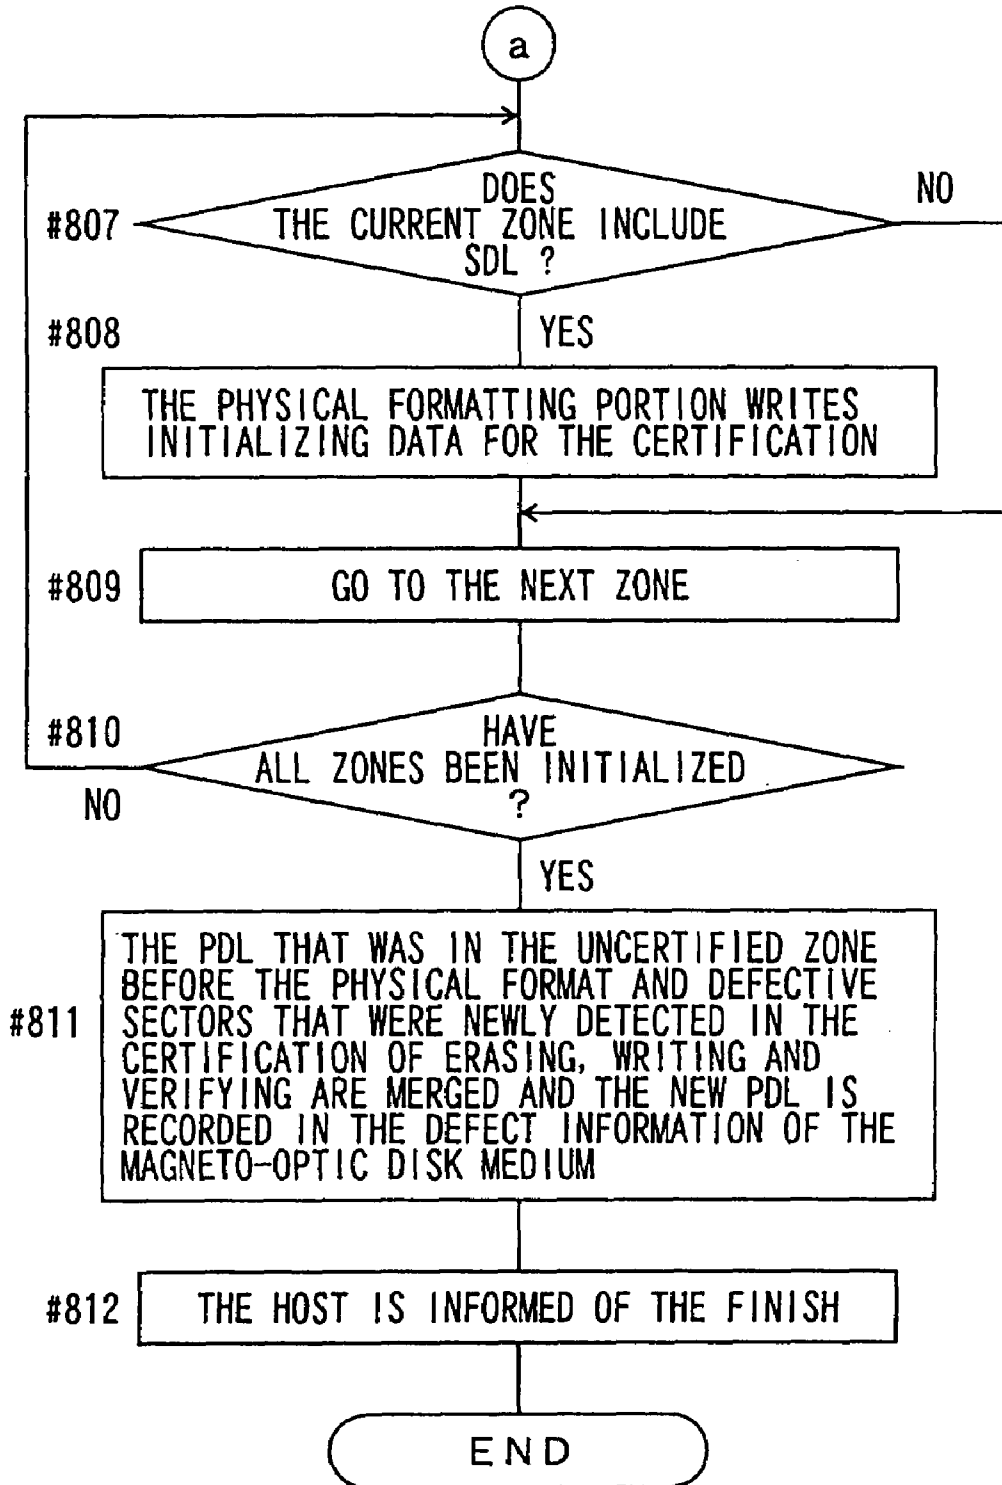 a
DOES
#807
THE CURRENT ZONE INCLUDE
SDL ?
NO
#808
YES
THE PHYSICAL FORMATTING PORTION WRITES
INITIALIZING DATA FOR THE CERTIFICATION
#809
GO TO THE NEXT ZONE
#810
HAVE
ALL ZONES BEEN INITIALIZED
?
NO
YES
#811
THE PDL THAT WAS IN THE UNCERTIFIED ZONE
BEFORE THE PHYSICAL FORMAT AND DEFECTIVE
SECTORS THAT WERE NEWLY DETECTED IN THE
CERTIFICATION OF ERASING, WRITING AND
VERIFYING ARE MERGED AND THE NEW PDL IS
RECORDED IN THE DEFECT INFORMATION OF THE
MAGNETO-OPTIC DISK MEDIUM
#812
THE HOST IS INFORMED OF THE FINISH
END